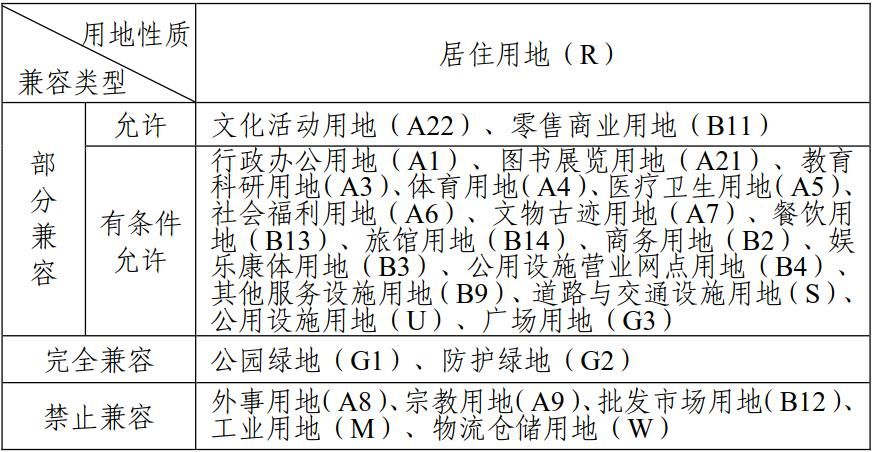 用地性质
兼容类型
居住用地（R）
部分兼容
允许
文化活动用地（A22）、零售商业用地（B11）
有条件
允许
行政办公用地（A1）、图书展览用地（A21）、教育
科研用地(A3)、体育用地(A4)、医疗卫生用地(A5)、
社会福利用地（A6）、文物古迹用地（A7）、餐饮用
地（B13）、旅馆用地（B14）、商务用地（B2）、娱
乐康体用地（B3）、公用设施营业网点用地（B4）、
其他服务设施用地(B9)、道路与交通设施用地(S)、
公用设施用地（U）、广场用地（G3）
完全兼容
公园绿地（G1）、防护绿地（G2）
禁止兼容
外事用地(A8)、宗教用地(A9)、批发市场用地(B12)、
工业用地（M）、物流仓储用地（W）